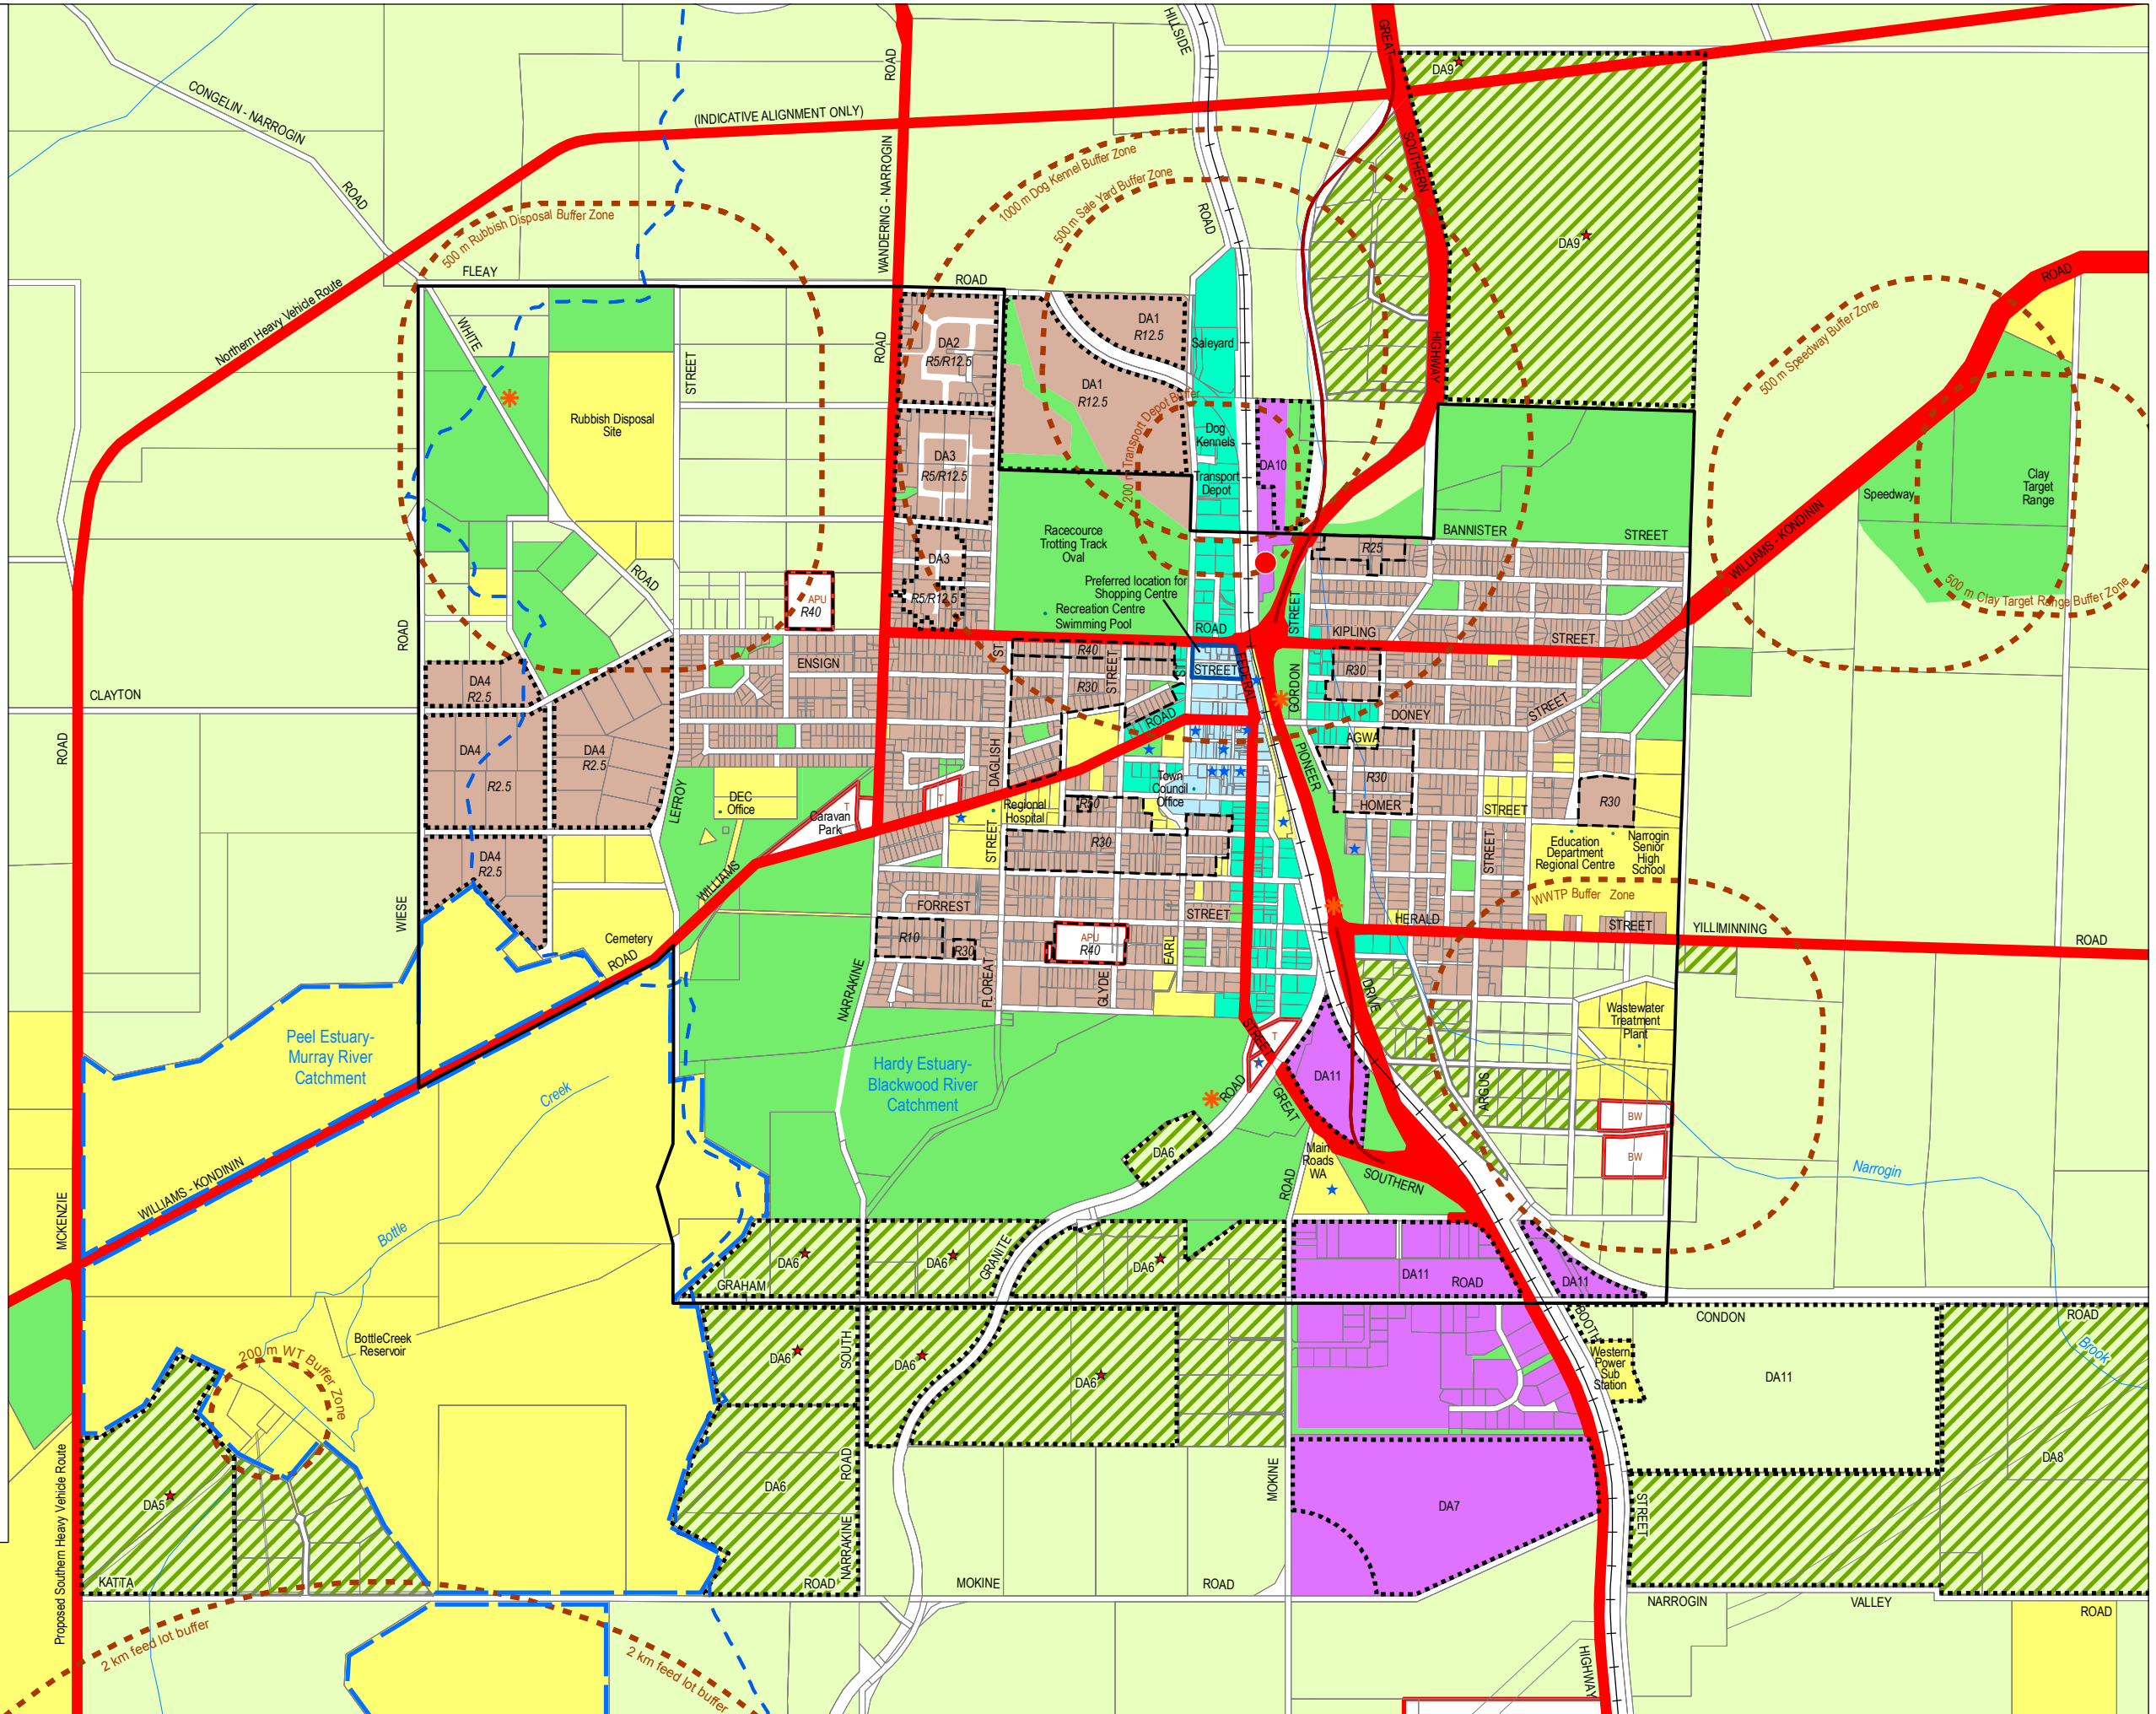 HILLSIDE
GREAT
DA9
ROAD
CONGELIN - NARROGIN
(INDICATIVE ALIGNMENT ONLY)
WANDERING - NARROGIN
1000 m Dog Kennel Buffer Zone
SOUTHERN
500 m Sale Yard Buffer Zone
ROAD
ROAD
500 m Rubbish Disposal Buffer Zone
DA9
FLEAY
ROAD
ROAD
Northern Heavy Vehicle Route
500 m Speedway Buffer Zone
WHITE
STREET
ROAD
DA2
R5/R12.5
DA1
R12.5
Saleyard
HIGHWAY
DA1
R12.5
200 m Transport Depot Buffer
Rubbish Disposal
Site
Dog
Kennels
DA3
R5/R12.5
DA10
Transport
Depot
Speedway
Clay
Target
Range
Racecource
Trotting Track
Oval
BANNISTER
STREET
R25
WILLIAMS - KONDININ
DA3
R5/R12.5
ROAD
Preferred location for
Shopping Centre
500 m Clay Target Range Buffer Zone
APU
R40
Recreation Centre
Swimming Pool
STREET
ROAD
KIPLING
STREET
ROAD
ENSIGN
ST
R40
STREET
ST
STREET
FEDERAL
R30
GORDON
R30
DA4
R2.5
CLAYTON
ROAD
DONEY
STREET
AGWA
DA4
R2.5
DA4
R2.5
ROAD
DAGLISH
PIONEER
R30
HOMER
STREET
R30
LEFROY
DEC
Office
T
Caravan
Park
T
Regional
Hospital
R50
Town
Council
Office
STREET
R30
STREET
Education
Department
Regional Centre
Narrogin
Senior
High
School
DA4
R2.5
WILLIAMS
WWTP Buffer Zone
WIESE
FORREST
STREET
HERALD
STREET
YILLIMINNING
ROAD
Cemetery
ROAD
R10
R30
APU
R40
EARL
FLOREAT
GLYDE
NARRAKINE
DRIVE
Wastewater
Treatment
Plant
Peel Estuary-
Murray River
Catchment
Hardy Estuary-
Blackwood River
Catchment
STREET
T
DA11
Creek
ROAD
GREAT
ARGUS
BW
DA6
Main
Roads
WA
BW
SOUTHERN
Narrogin
WILLIAMS - KONDININ
MCKENZIE
ROAD
Bottle
DA6
DA6
GRANITE
DA6
GRAHAM
DA11
ROAD
DA11
CONDON
ROAD
BottleCreek
Reservoir
SOUTH
BOOTH
Brook
200 m WT Buffer Zone
DA6
DA6
DA6
Western
Power
Sub
Station
DA11
Proposed Southern Heavy Vehicle Route
ROAD
MOKINE
DA8
DA5
DA6
DA7
STREET
NARRAKINE
KATTA
ROAD
MOKINE
ROAD
NARROGIN
VALLEY
ROAD
2 km feed lot buffer
2 km feed lot buffer
HIGHWAY